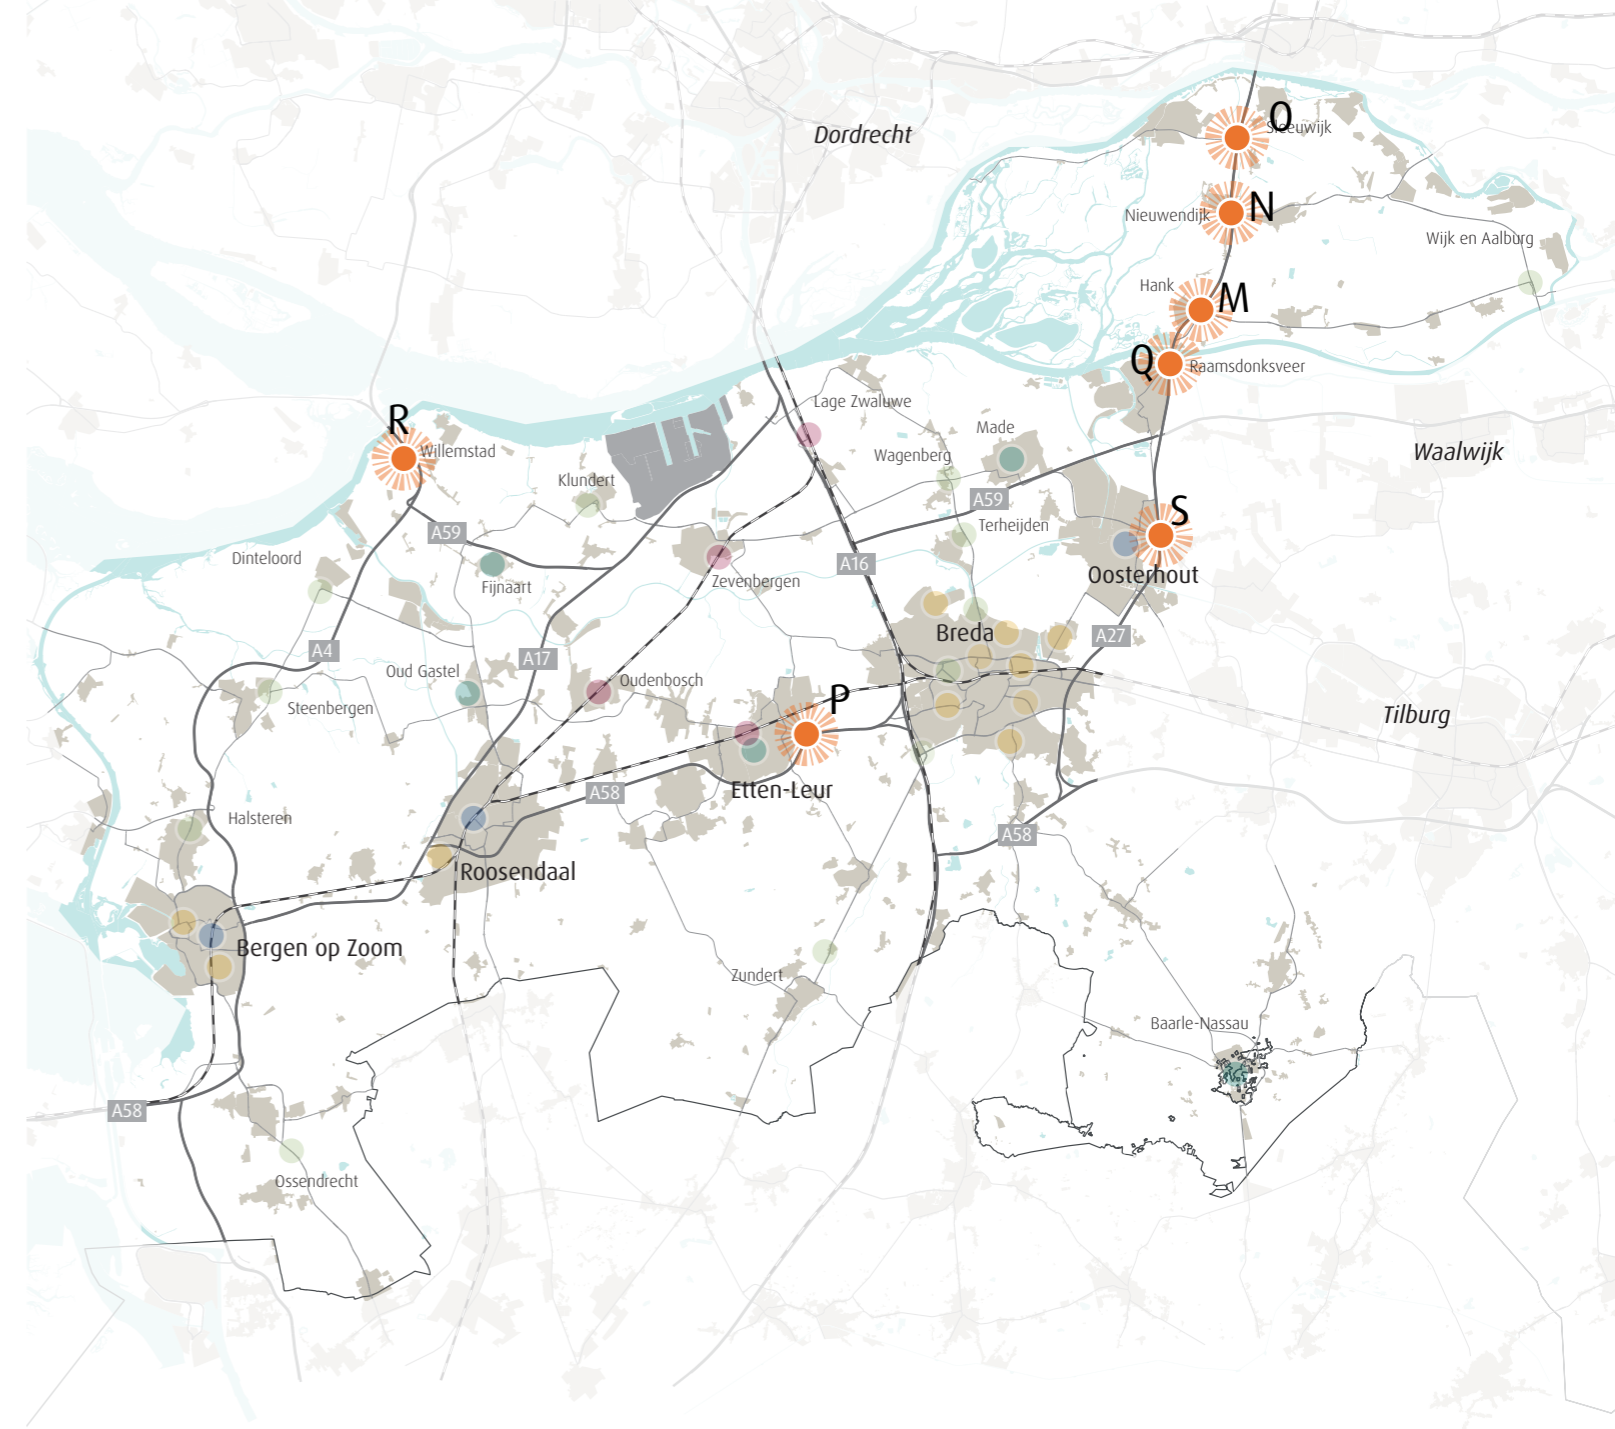 O
Dordrecht
Sleeuwijk
N
Nieuwendijk
Wijk en Aalburg
Hank
M
Q
Raamsdonksveer
R
Lage Zwaluwe
Willemstad
Made
Waalwijk
Wagenberg
Klundert
A59
S
A59
Terheijden
Dinteloord
A16
Oosterhout
Zevenbergen
Fijnaart
Breda
A27
A4
A17
Oud Gastel
Oudenbosch
P
Steenbergen
Tilburg
Etten-Leur
A58
Halsteren
A58
Roosendaal
Bergen op Zoom
Zundert
Baarle-Nassau
A58
Ossendrecht